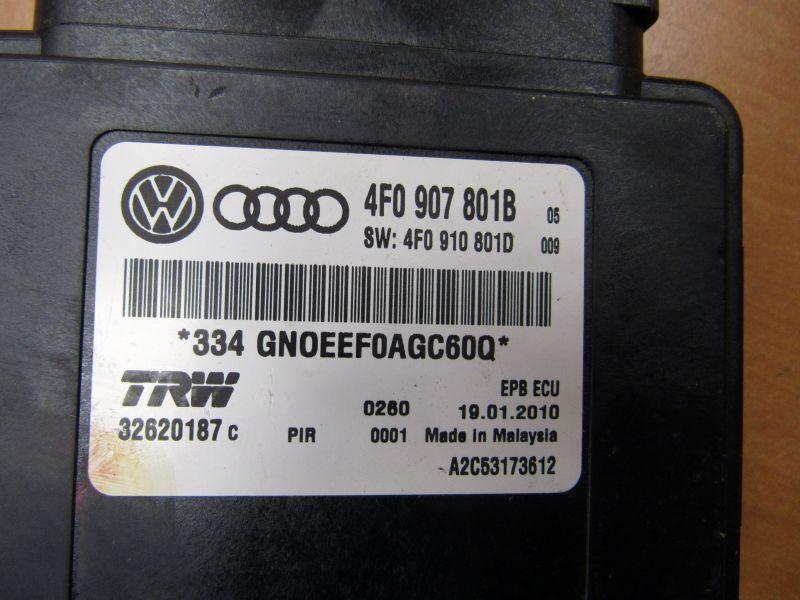 4F0 907 801B 05
SW: 4F0 910 801D 009
*334 GN0EEF0AGC60Q*
TRW EPB ECU
0260 19.01.2010
32620187 C PIR 0001 Made in Malaysia
A2C53173612